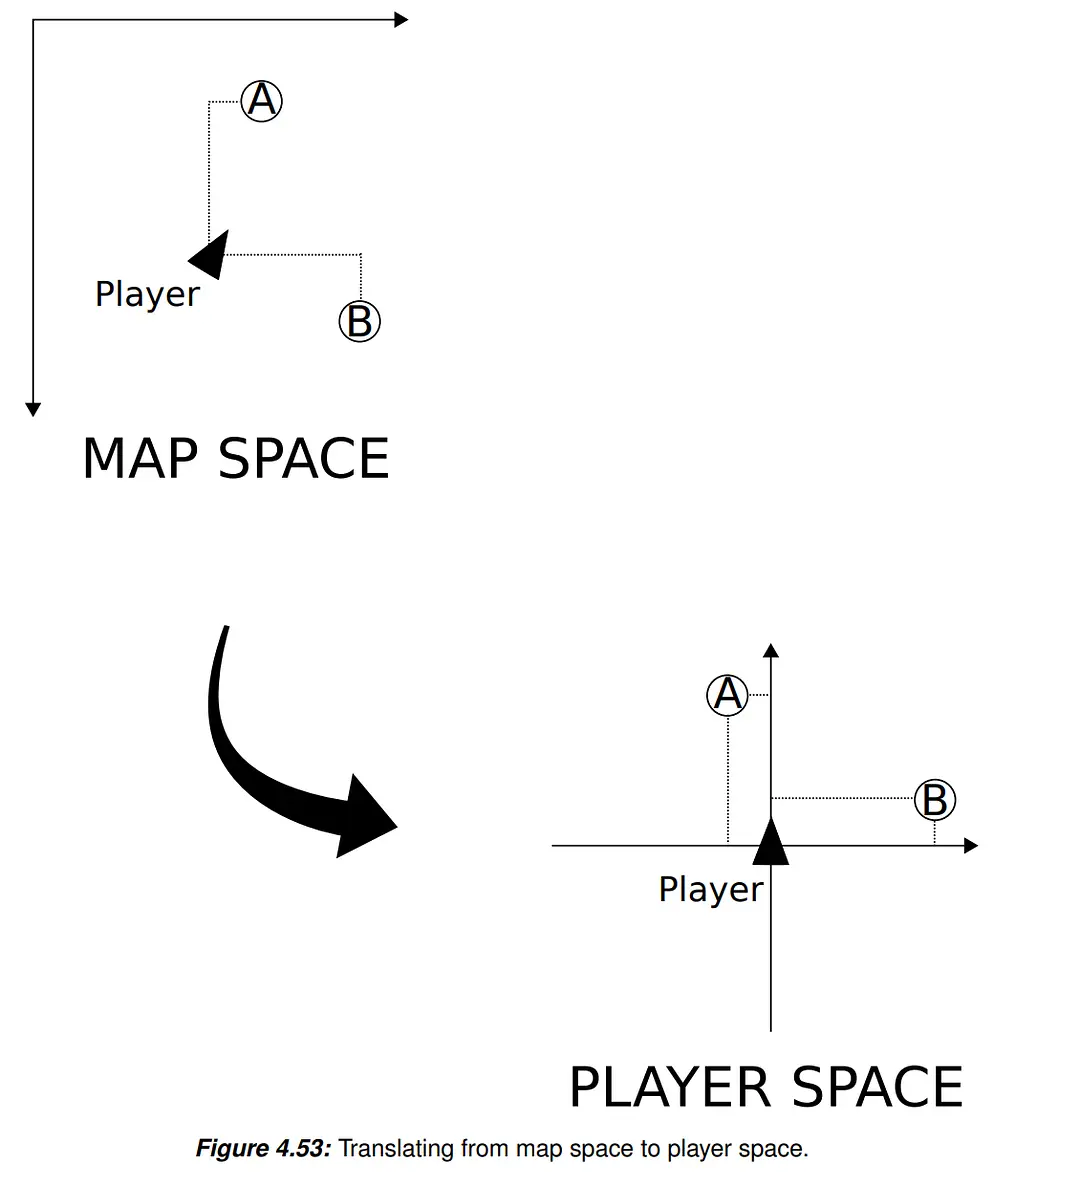 A
Player
B
MAP SPACE
A
B
Player
PLAYER SPACE
Figure 4.53: Translating from map space to player space.